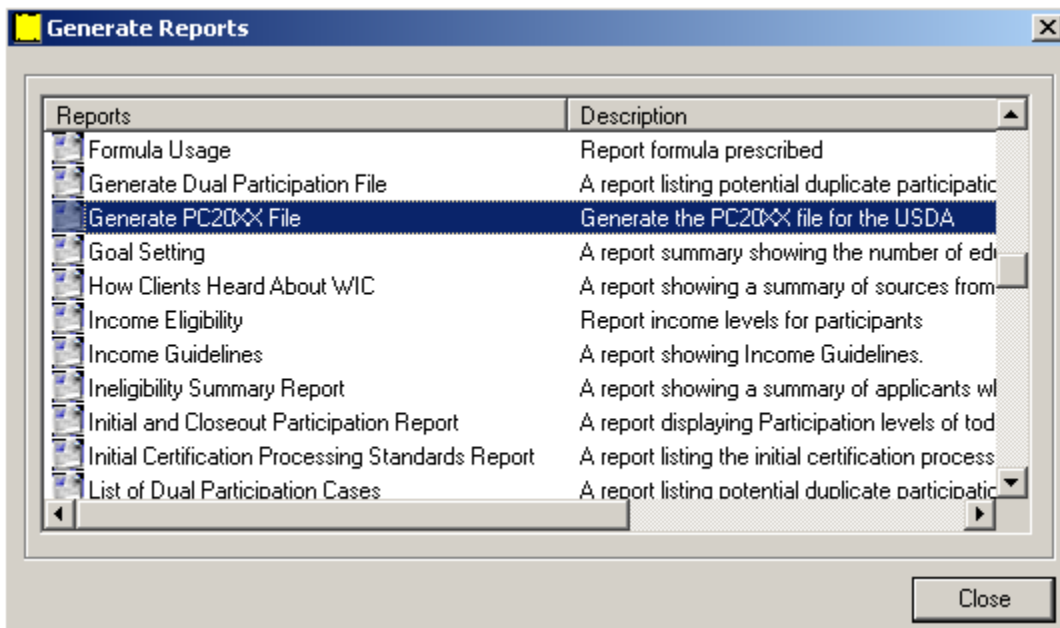 Generate Reports
Reports Description
Formula Usage Report formula prescribed
Generate Dual Participation File A report listing potential duplicate participatic
Generate PC20XX File Generate the PC20XX file for the USDA
Goal Setting A report summary showing the number of edu
How Clients Heard About WIC A report showing a summary of sources from
Income Eligibility Report income levels for participants
Income Guidelines A report showing Income Guidelines.
Ineligibility Summary Report A report showing a summary of applicants wl
Initial and Closeout Participation Report A report displaying Participation levels of tod
Initial Certification Processing Standards Report A report listing the initial certification process
List of Dual Participation Cases A report listing potential duplicate participatic
Close